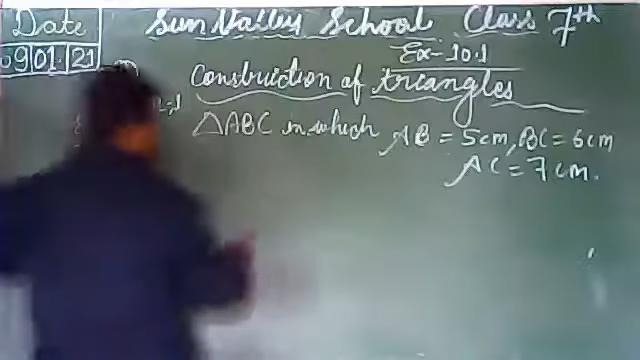 Date
09 01. 21
Sun Valley School Class 7th
Ex-10.1
Construction of triangles
△ABC in which AB = 5cm, BC = 6cm
AC = 7cm.